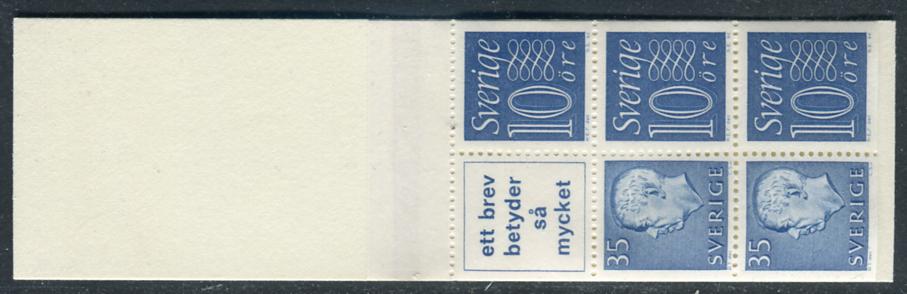 Sverige
10 öre
Sverige
10 öre
Sverige
10 öre
ett brev
betyder
så
mycket
35
SVERIGE
35
SVERIGE